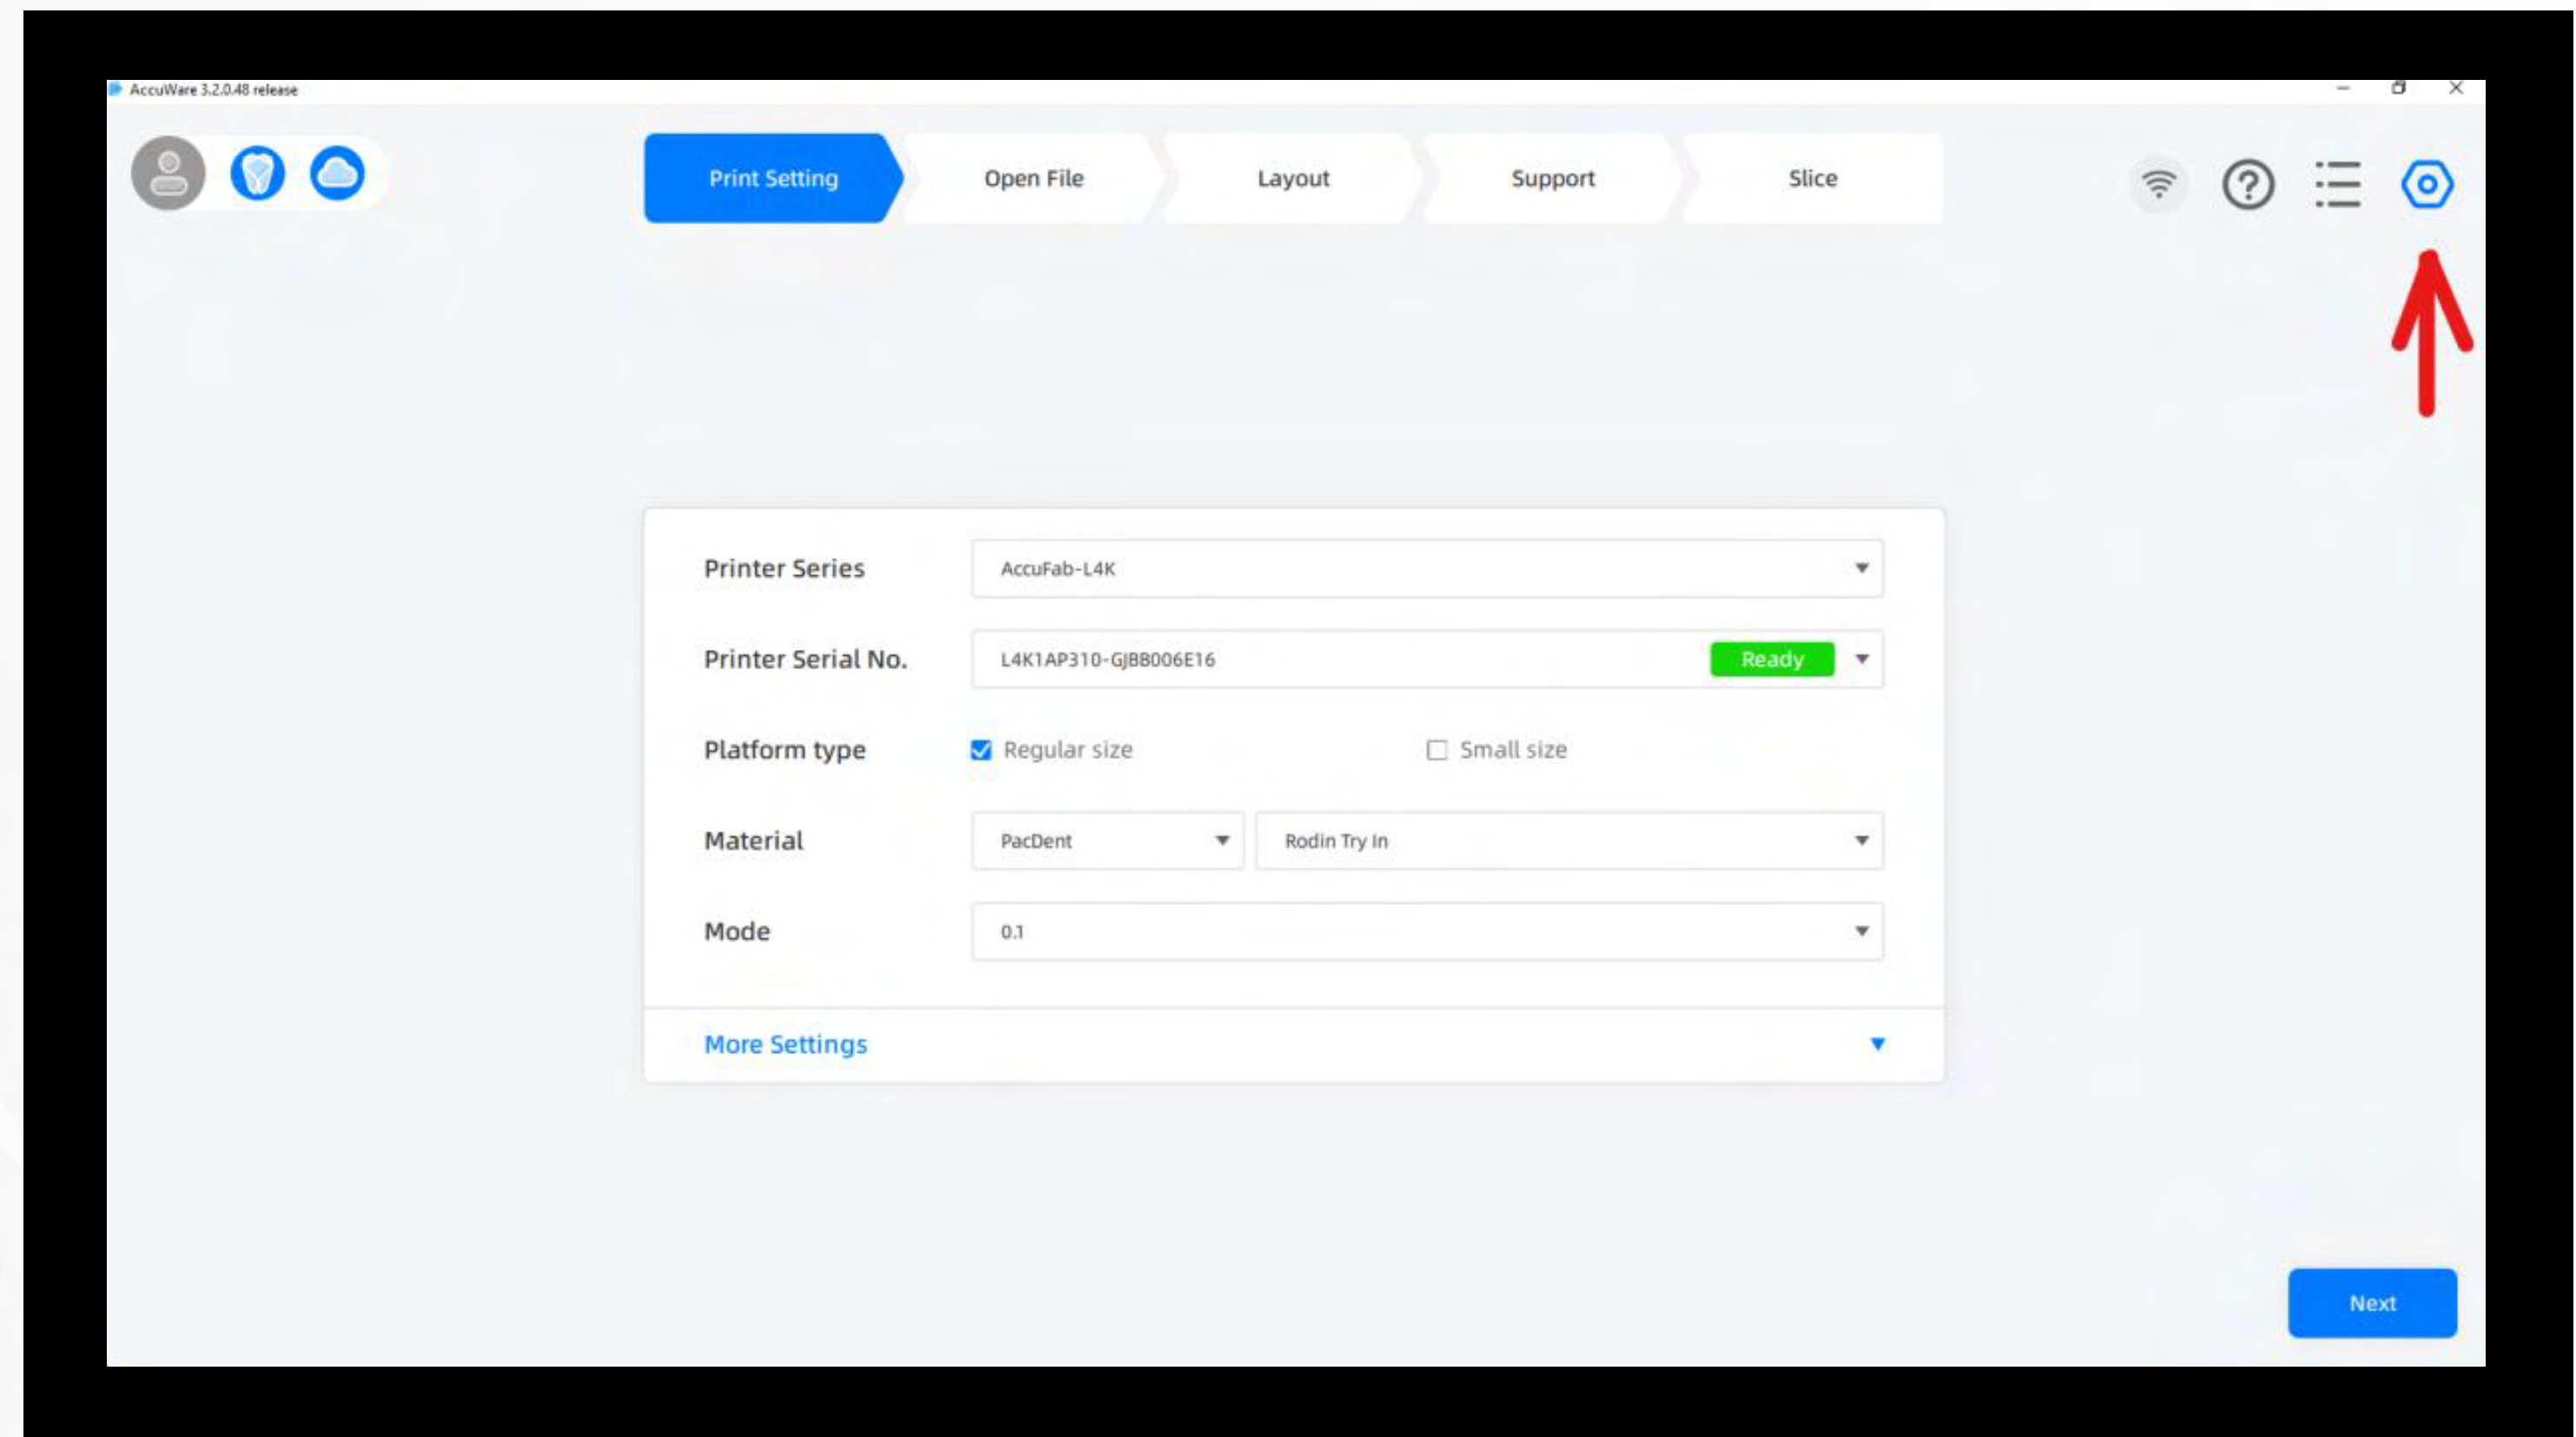 AccuWare 3.2.0.48 release
Print Setting
Open File
Layout
Support
Slice
Printer Series
AccuFab-L4K
Printer Serial No.
L4K1AP310-GJBB006E16
Ready
Platform type
Regular size
Small size
Material
PacDent
Rodin Try In
Mode
0.1
More Settings
Next